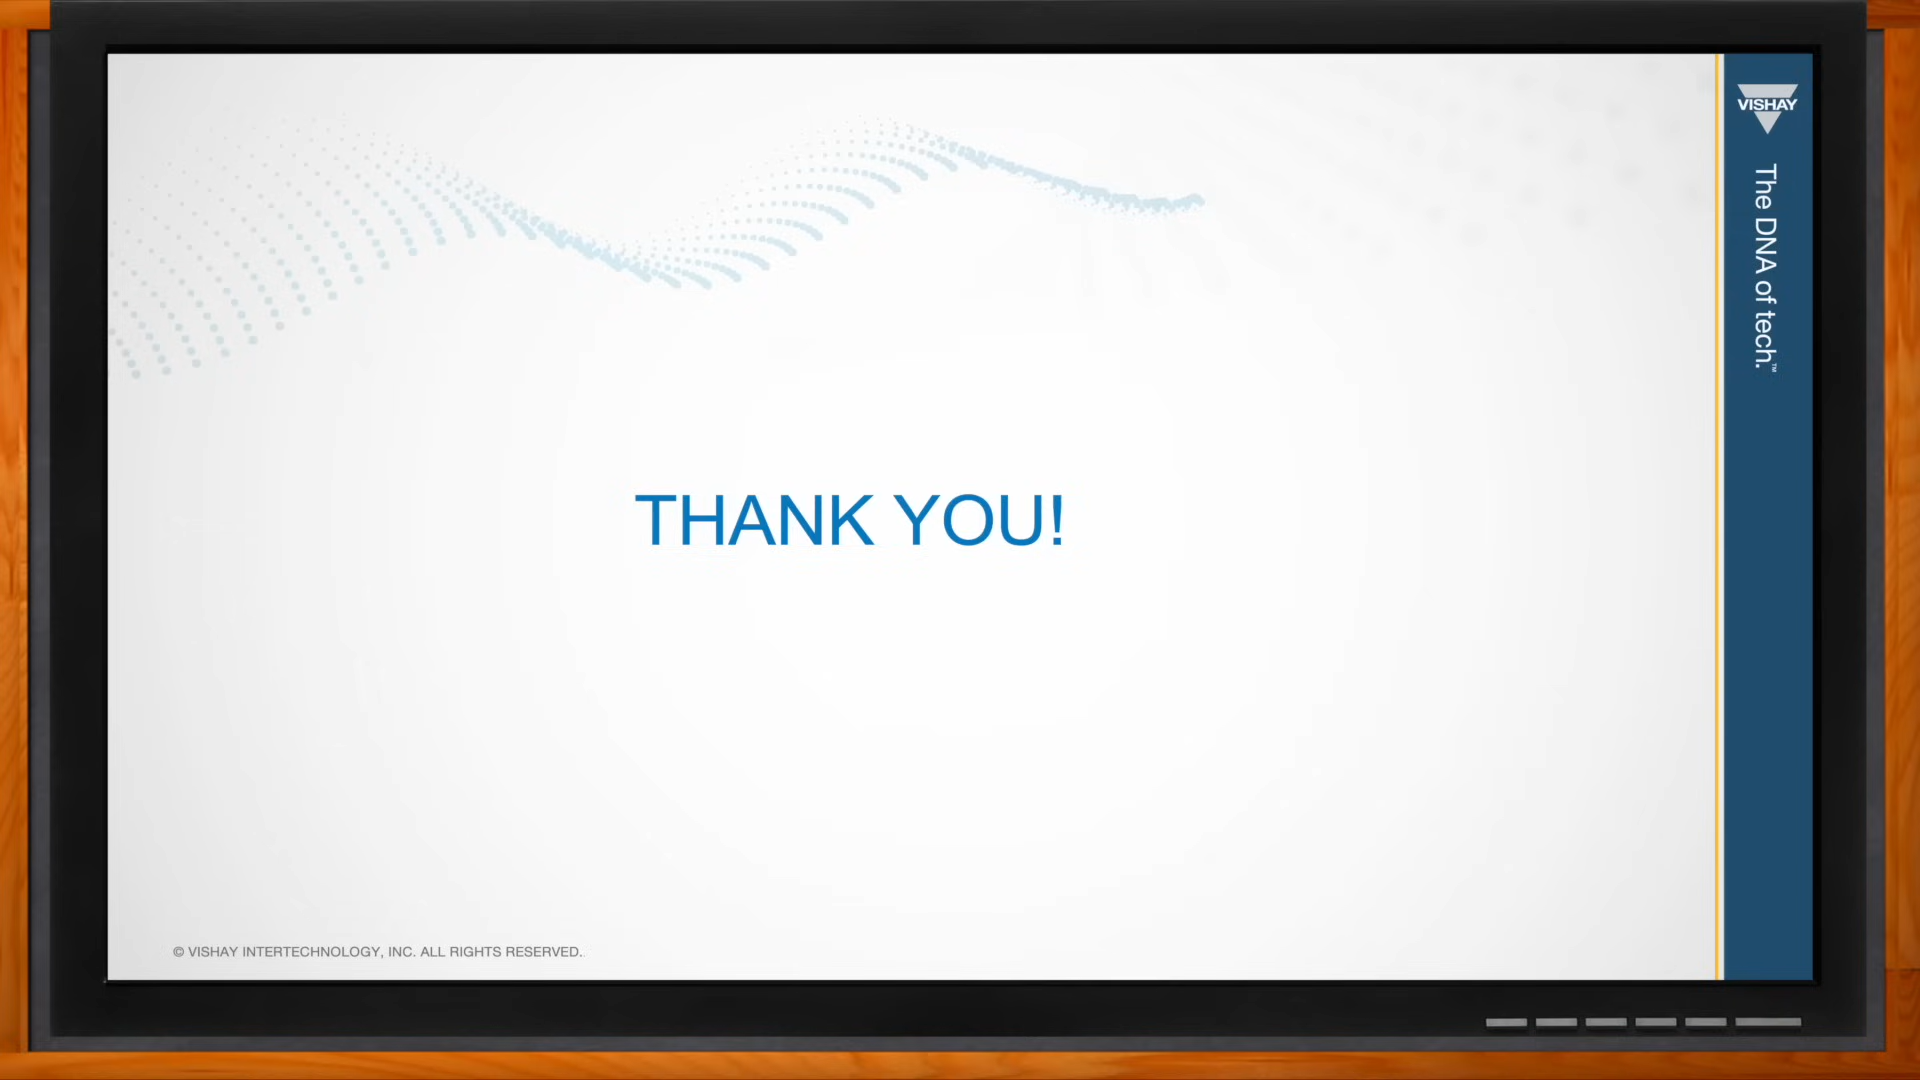 VISHAY
The DNA of tech.™
THANK YOU!
© VISHAY INTERTECHNOLOGY, INC. ALL RIGHTS RESERVED.